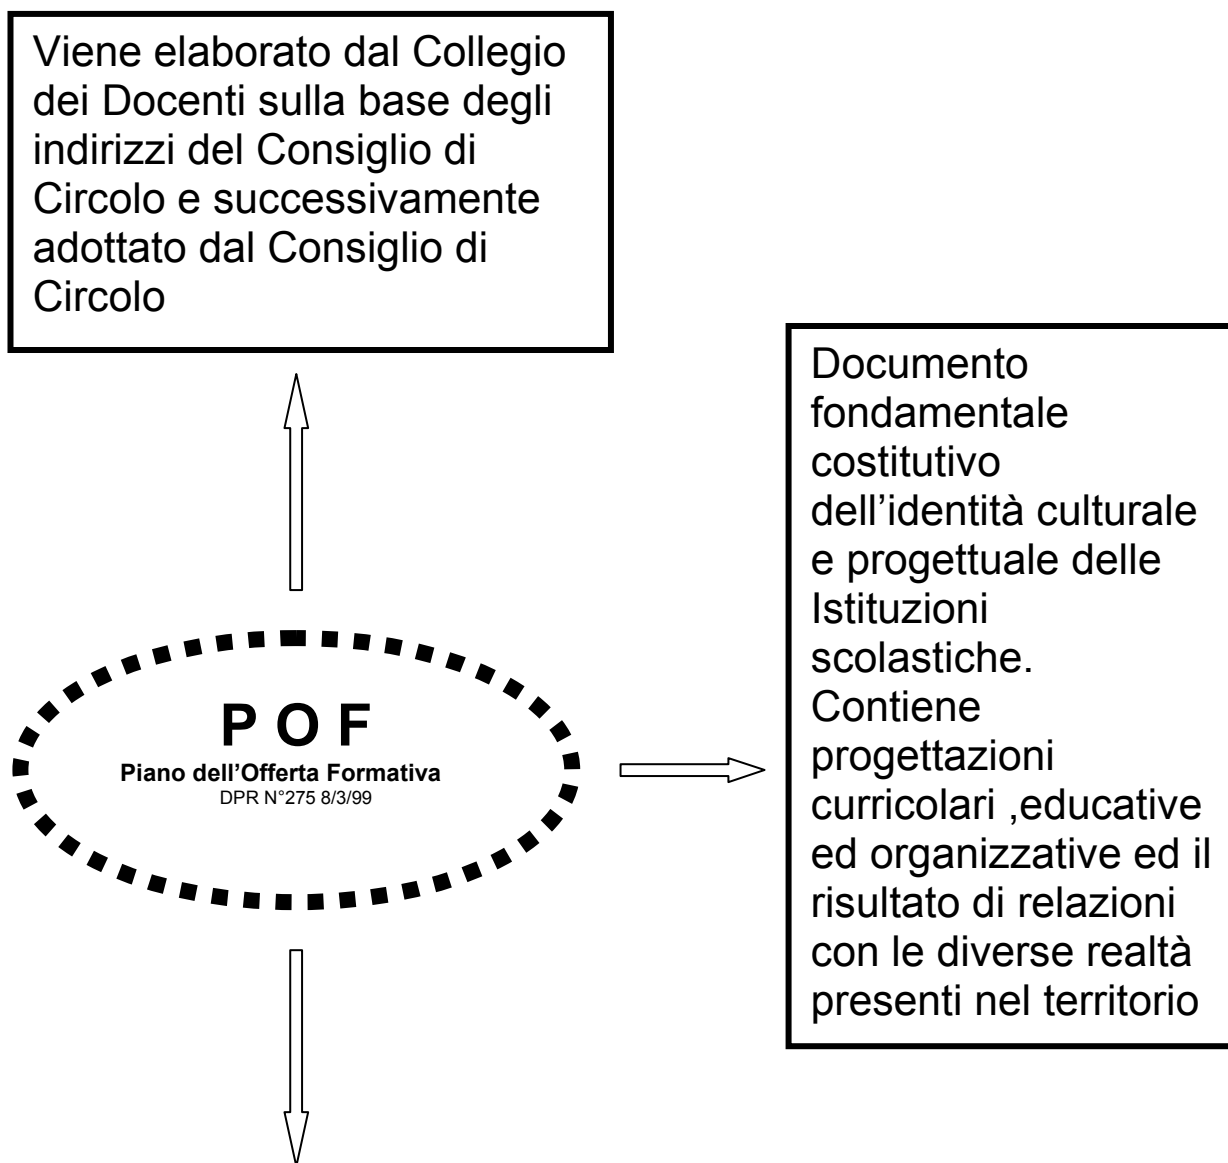 Viene elaborato dal Collegio
dei Docenti sulla base degli
indirizzi del Consiglio di
Circolo e successivamente
adottato dal Consiglio di
Circolo
Documento
fondamentale
costitutivo
dell’identità culturale
e progettuale delle
Istituzioni
scolastiche.
Contiene
progettazioni
curricolari ,educative
ed organizzative ed il
risultato di relazioni
con le diverse realtà
presenti nel territorio
P O F
Piano dell’Offerta Formativa
DPR N°275 8/3/99